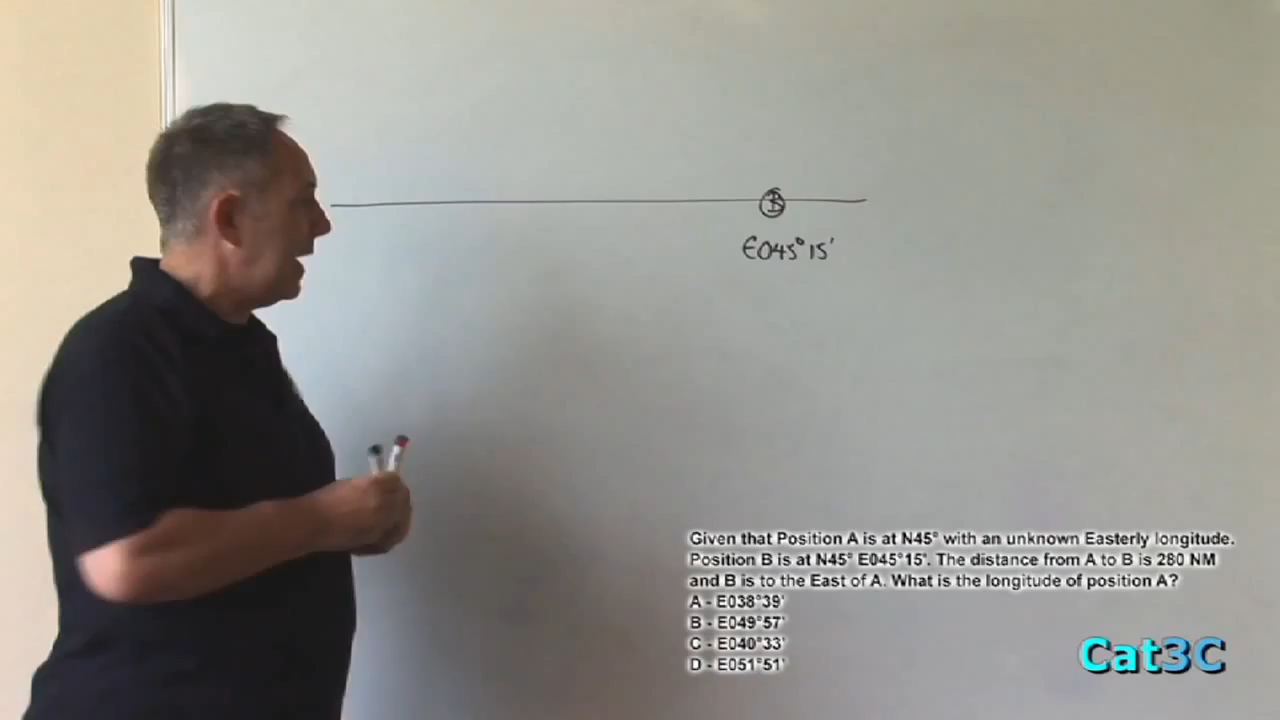 B
E045°15'
Given that Position A is at N45° with an unknown Easterly longitude.
Position B is at N45° E045°15'. The distance from A to B is 280 NM
and B is to the East of A. What is the longitude of position A?
A - E038°39'
B - E049°57'
C - E040°33'
D - E051°51'
Cat3C